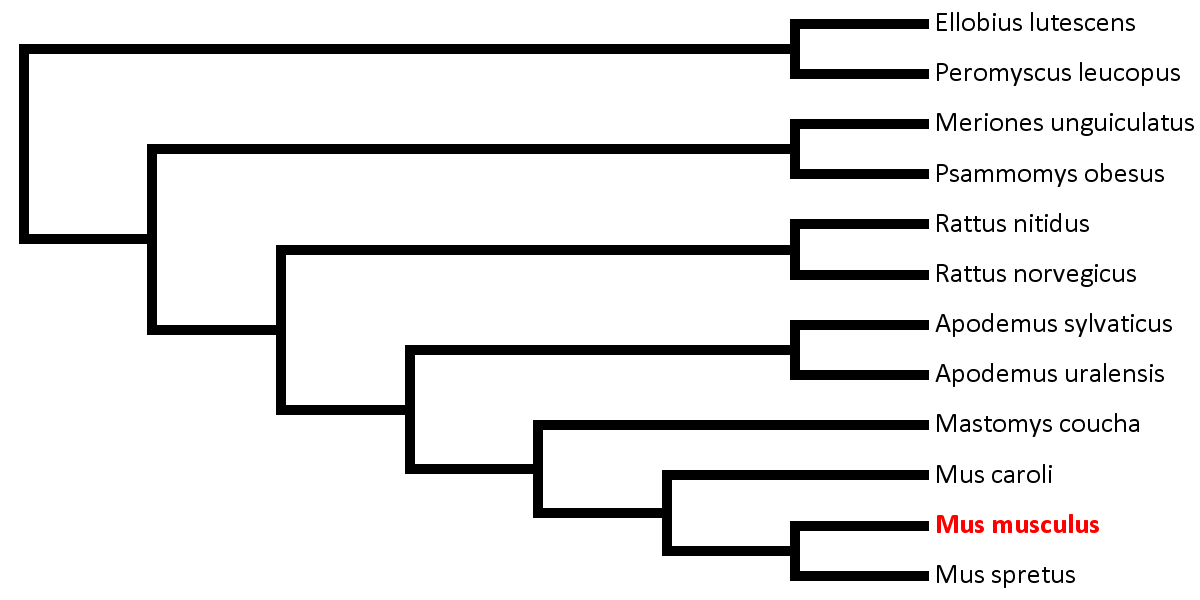 Ellobius lutescens
Peromyscus leucopus
Meriones unguiculatus
Psammomys obesus
Rattus nitidus
Rattus norvegicus
Apodemus sylvaticus
Apodemus uralensis
Mastomys coucha
Mus caroli
Mus musculus
Mus spretus